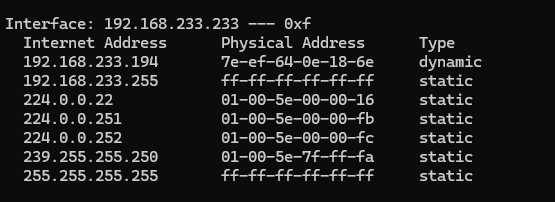 Interface: 192.168.233.233 --- 0xf
Internet Address Physical Address Type
192.168.233.194 7e-ef-64-0e-18-6e dynamic
192.168.233.255 ff-ff-ff-ff-ff-ff static
224.0.0.22 01-00-5e-00-00-16 static
224.0.0.251 01-00-5e-00-00-fb static
224.0.0.252 01-00-5e-00-00-fc static
239.255.255.250 01-00-5e-7f-ff-fa static
255.255.255.255 ff-ff-ff-ff-ff-ff static